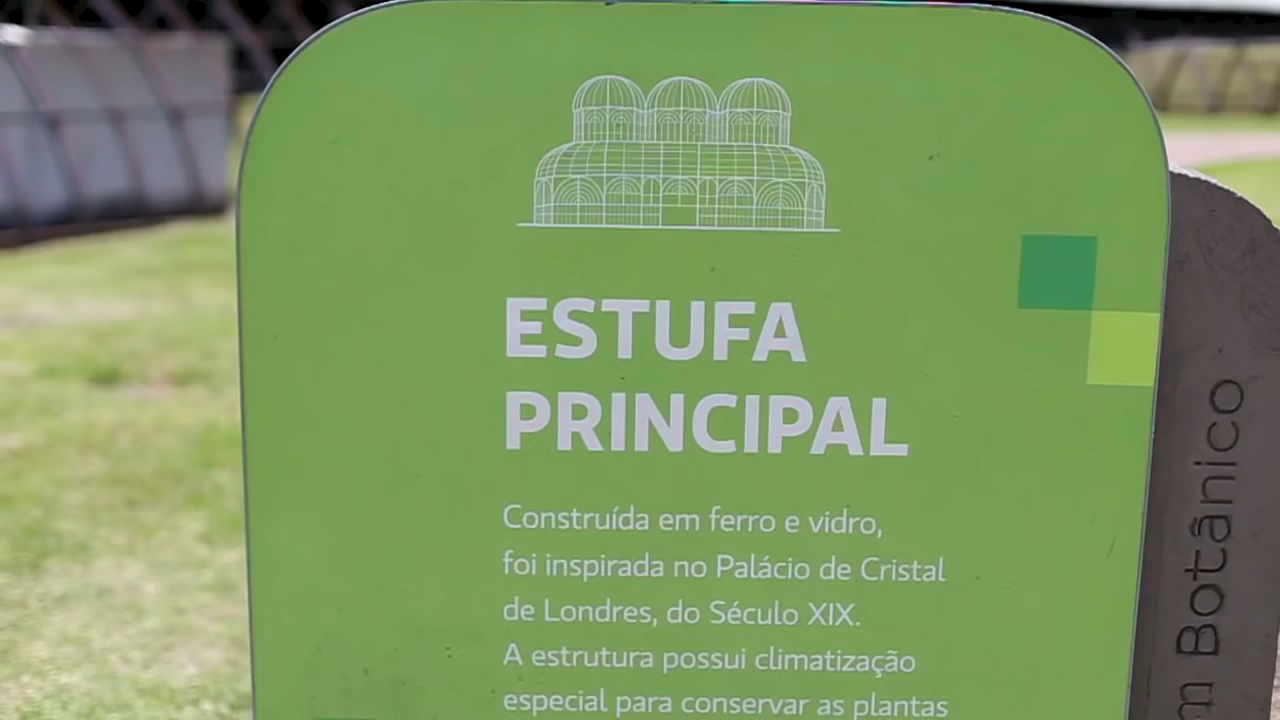 ESTUFA
PRINCIPAL
Construída em ferro e vidro,
foi inspirada no Palácio de Cristal
de Londres, do Século XIX.
A estrutura possui climatização
especial para conservar as plantas
Botânico